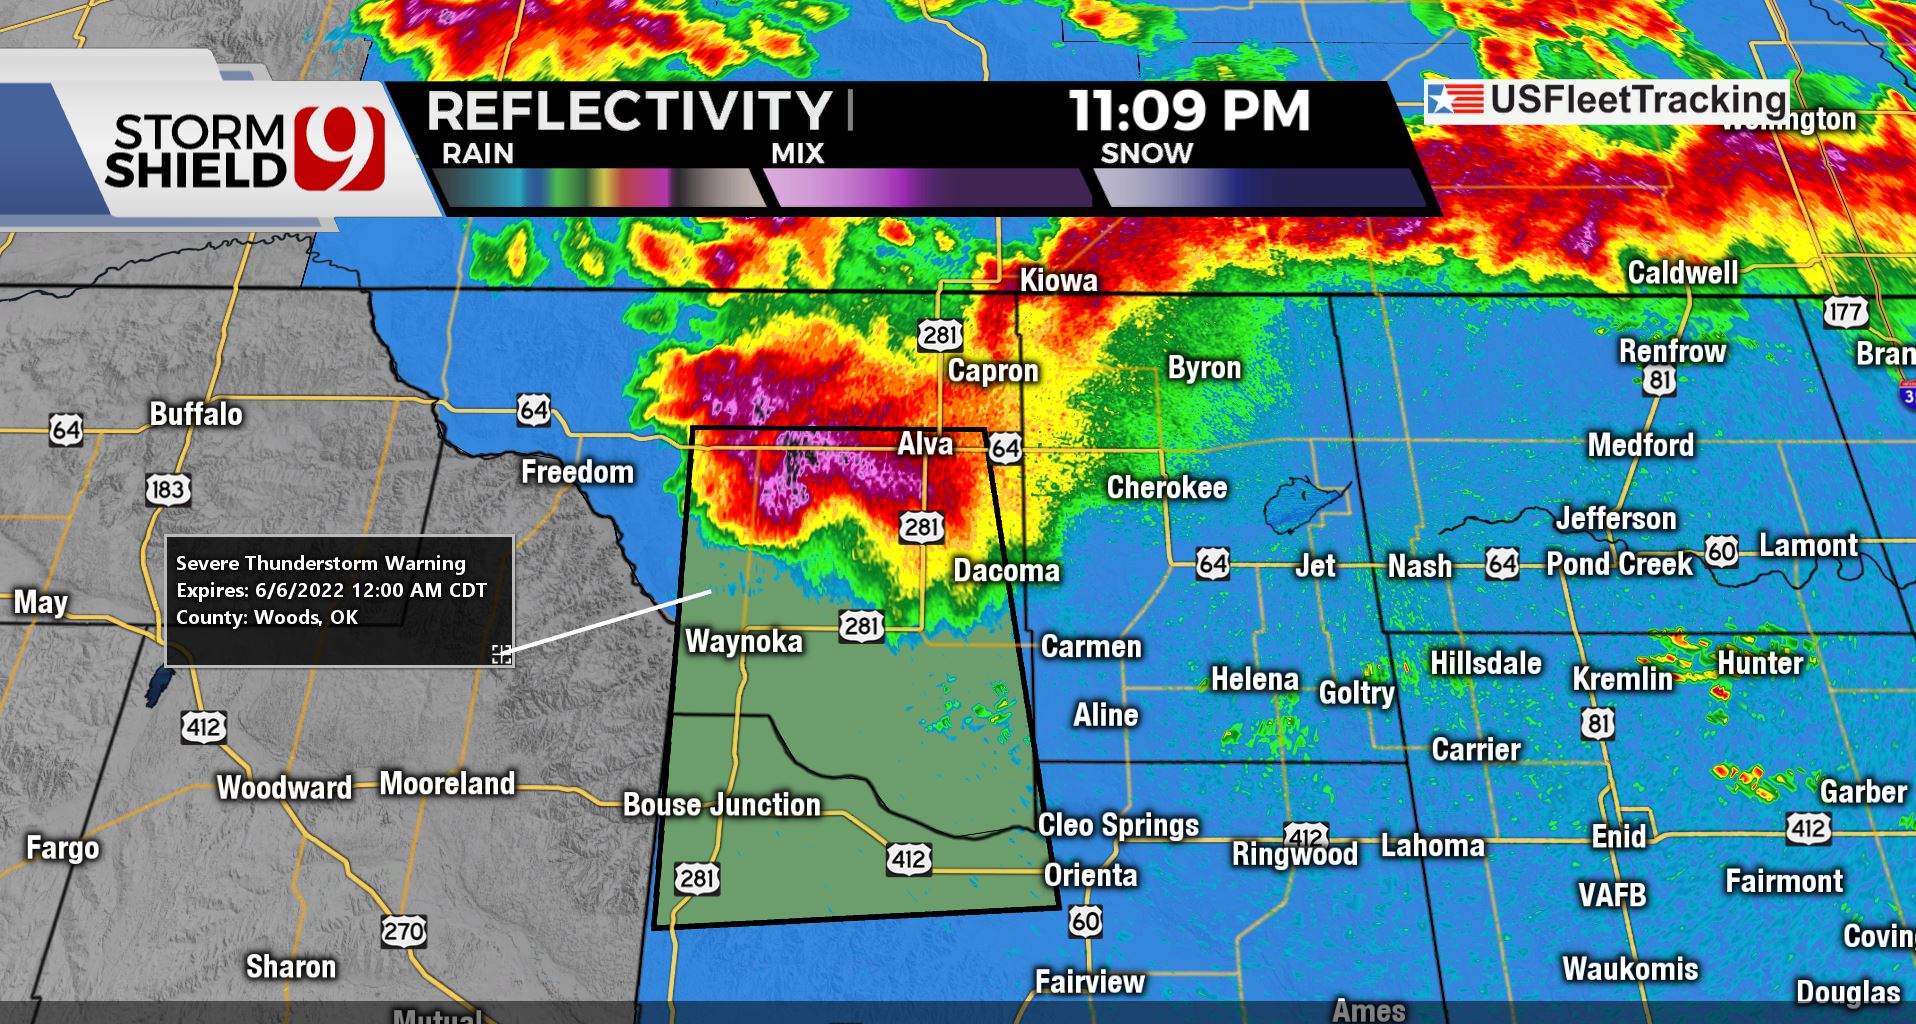 STORM
SHIELD 9
REFLECTIVITY
11:09 PM
RAIN
MIX
SNOW
USFleetTracking
Kiowa
Caldwell
177
281
Capron
Byron
Renfrow
81
64
Buffalo
64
Alva
64
Medford
Freedom
183
Cherokee
281
Jefferson
Severe Thunderstorm Warning
Expires: 6/6/2022 12:00 AM CDT
County: Woods, OK
Dacoma
64
Jet
Nash
64
Pond Creek
60
Lamont
May
Waynoka
281
Carmen
Helena
Goltry
Hillsdale
Kremlin
Hunter
412
Aline
81
Carrier
Woodward
Mooreland
Bouse Junction
Garber
Fargo
Cleo Springs
412
Ringwood
Lahoma
Enid
412
281
412
Orienta
VAFB
Fairmont
270
60
Sharon
Fairview
Waukomis
Douglas
Mutual
Ames